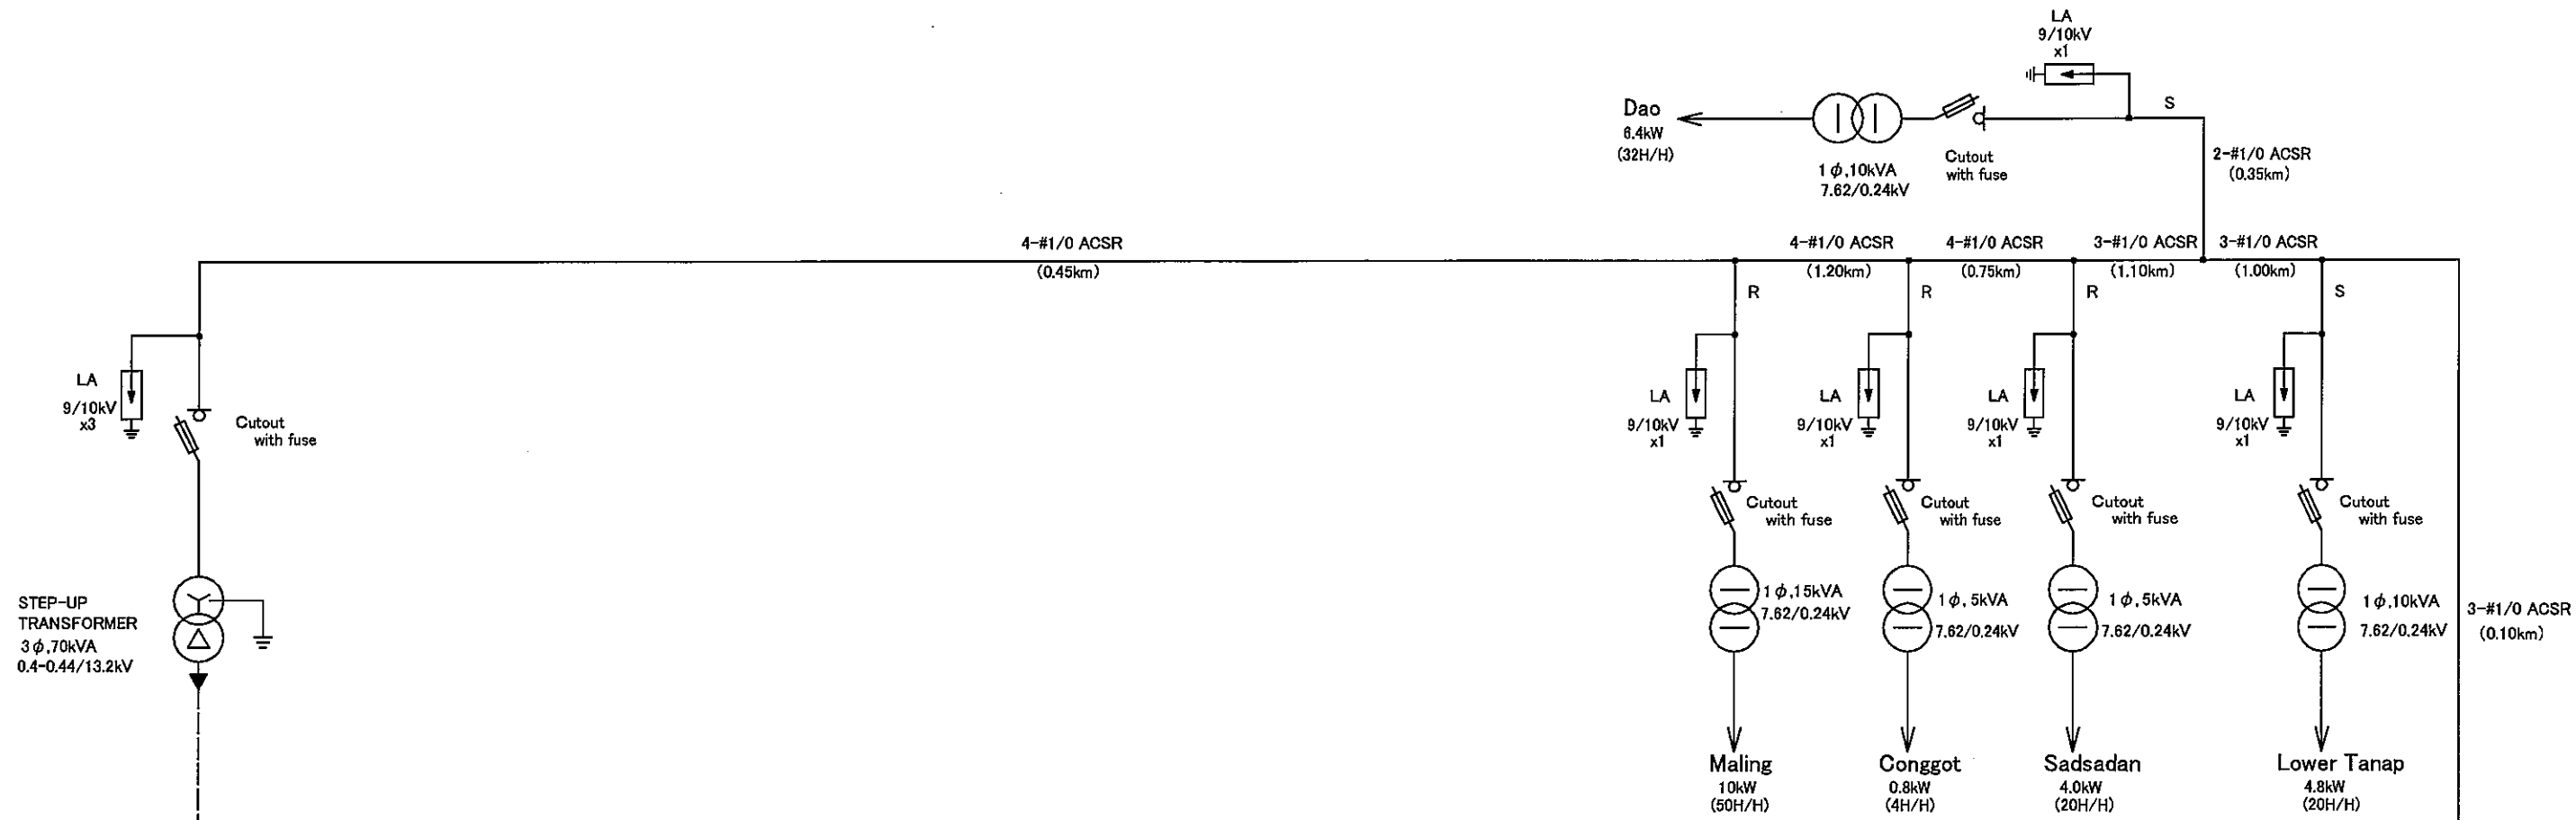 LA
9/10kV
x1
Dao
6.4kW
(32H/H)
S
1φ,10kVA
7.62/0.24kV
Cutout
with fuse
2-#1/0 ACSR
(0.35km)
4-#1/0 ACSR
(0.45km)
4-#1/0 ACSR
(1.20km)
4-#1/0 ACSR
(0.75km)
3-#1/0 ACSR
(1.10km)
3-#1/0 ACSR
(1.00km)
R
R
R
S
LA
9/10kV
x3
Cutout
with fuse
LA
9/10kV
x1
LA
9/10kV
x1
LA
9/10kV
x1
LA
9/10kV
x1
Cutout
with fuse
Cutout
with fuse
Cutout
with fuse
Cutout
with fuse
STEP-UP
TRANSFORMER
3φ,70kVA
0.4-0.44/13.2kV
1φ,15kVA
7.62/0.24kV
1φ,5kVA
7.62/0.24kV
1φ,5kVA
7.62/0.24kV
1φ,10kVA
7.62/0.24kV
3-#1/0 ACSR
(0.10km)
Maling
10kW
(50H/H)
Conggot
0.8kW
(4H/H)
Sadsadan
4.0kW
(20H/H)
Lower Tanap
4.8kW
(20H/H)